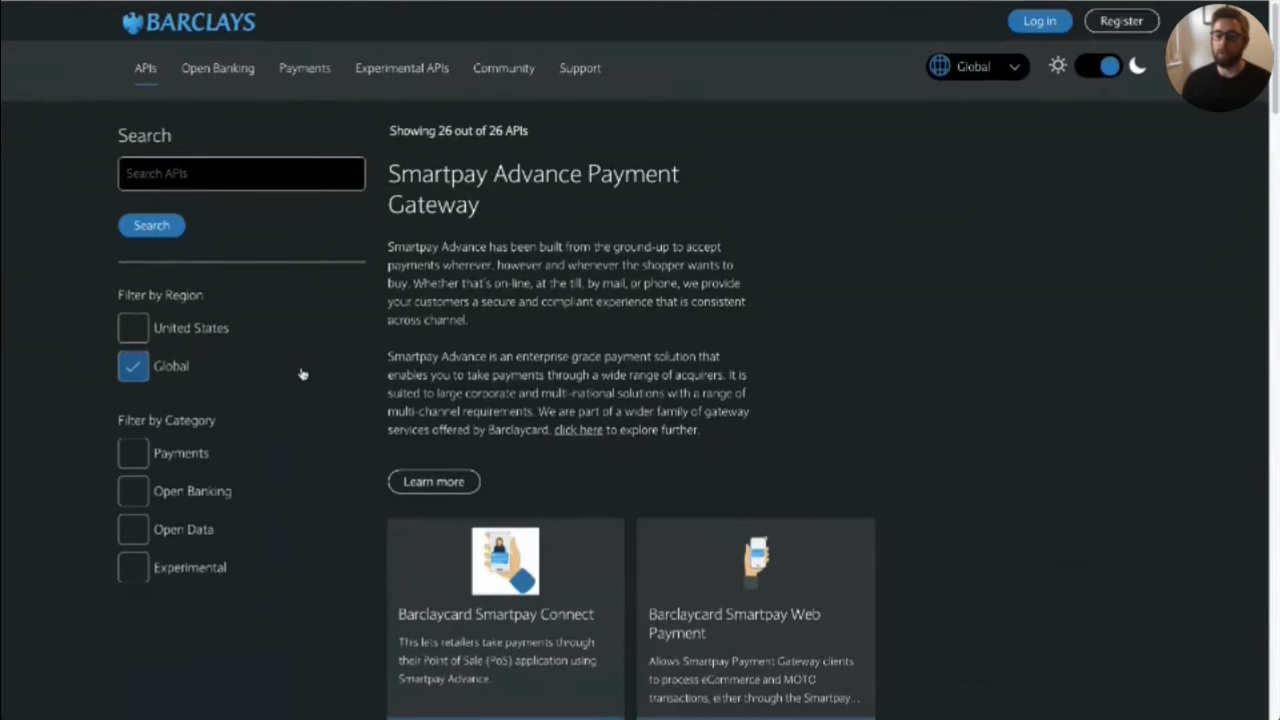 BARCLAYS
Log in
Register
APIs
Open Banking
Payments
Experimental APIs
Community
Support
Global
Search
Search APIs
Search
Filter by Region
United States
Global
Filter by Category
Payments
Open Banking
Open Data
Experimental
Showing 26 out of 26 APIs
Smartpay Advance Payment
Gateway
Smartpay Advance has been built from the ground-up to accept
payments wherever, however and whenever the shopper wants to
buy. Whether that's on-line, at the till, by mail, or phone, we provide
your customers a secure and compliant experience that is consistent
across channel.
Smartpay Advance is an enterprise grade payment solution that
enables you to take payments through a wide range of acquirers. It is
suited to large corporate and multi-national solutions with a range of
multi-channel requirements. We are part of a wider family of gateway
services offered by Barclaycard, click here to explore further.
Learn more
Barclaycard Smartpay Connect
This lets retailers take payments through
their Point of Sale (PoS) application using
Smartpay Advance.
Barclaycard Smartpay Web
Payment
Allows Smartpay Payment Gateway clients
to process eCommerce and MOTO
transactions, either through the Smartpay...